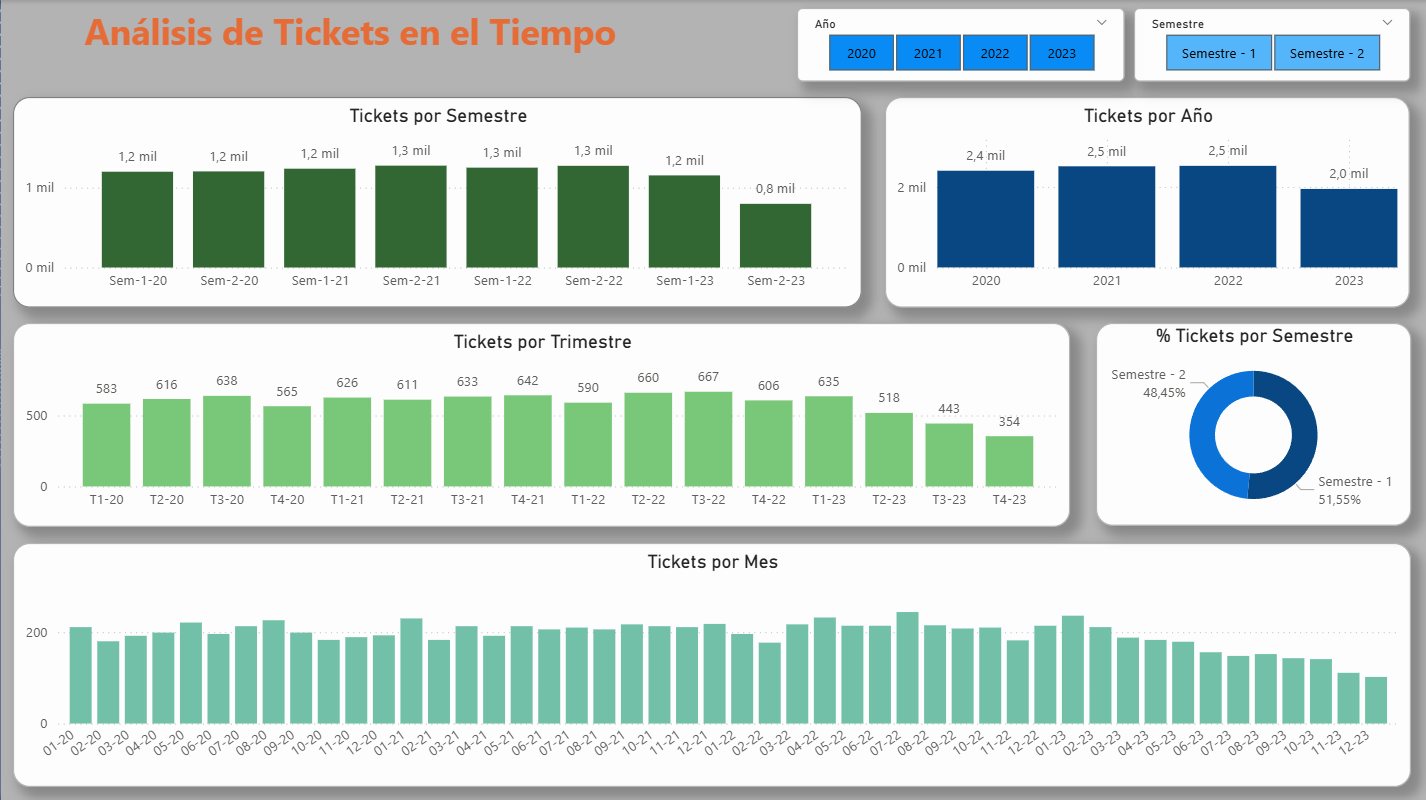 Análisis de Tickets en el Tiempo
Año
2020 2021 2022 2023
Semestre
Semestre - 1 Semestre - 2
Tickets por Semestre
1,2 mil 1,2 mil 1,2 mil 1,3 mil 1,3 mil 1,3 mil 1,2 mil 0,8 mil
1 mil
0 mil
Sem-1-20 Sem-2-20 Sem-1-21 Sem-2-21 Sem-1-22 Sem-2-22 Sem-1-23 Sem-2-23
Tickets por Año
2,4 mil 2,5 mil 2,5 mil 2,0 mil
2 mil
0 mil
2020 2021 2022 2023
Tickets por Trimestre
583 616 638 565 626 611 633 642 590 660 667 606 635 518 443 354
500
0
T1-20 T2-20 T3-20 T4-20 T1-21 T2-21 T3-21 T4-21 T1-22 T2-22 T3-22 T4-22 T1-23 T2-23 T3-23 T4-23
% Tickets por Semestre
Semestre - 2
48,45%
Semestre - 1
51,55%
Tickets por Mes
200
0
01-20 02-20 03-20 04-20 05-20 06-20 07-20 08-20 09-20 10-20 11-20 12-20 01-21 02-21 03-21 04-21 05-21 06-21 07-21 08-21 09-21 10-21 11-21 12-21 01-22 02-22 03-22 04-22 05-22 06-22 07-22 08-22 09-22 10-22 11-22 12-22 01-23 02-23 03-23 04-23 05-23 06-23 07-23 08-23 09-23 10-23 11-23 12-23